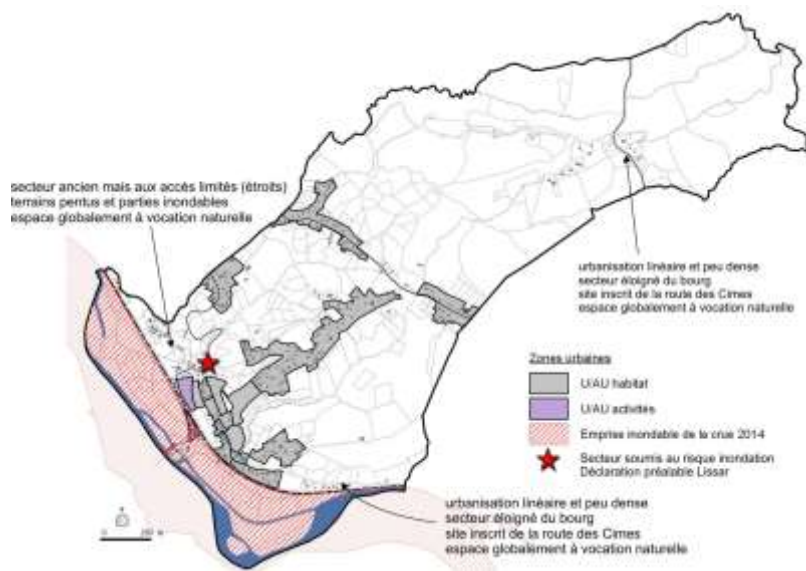 secteur ancien mais aux accès limités (étroits)
terrains pentus et parties inondables
espace globalement à vocation naturelle
urbanisation linéaire et peu dense
secteur éloigné du bourg
site inscrit de la route des Cimes
espace globalement à vocation naturelle
Zones urbaines
U/AU habitat
U/AU activités
Emprise inondable de la crue 2014
Secteur soumis au risque inondation
Déclaration préalable Lissar
urbanisation linéaire et peu dense
secteur éloigné du bourg
site inscrit de la route des Cimes
espace globalement à vocation naturelle